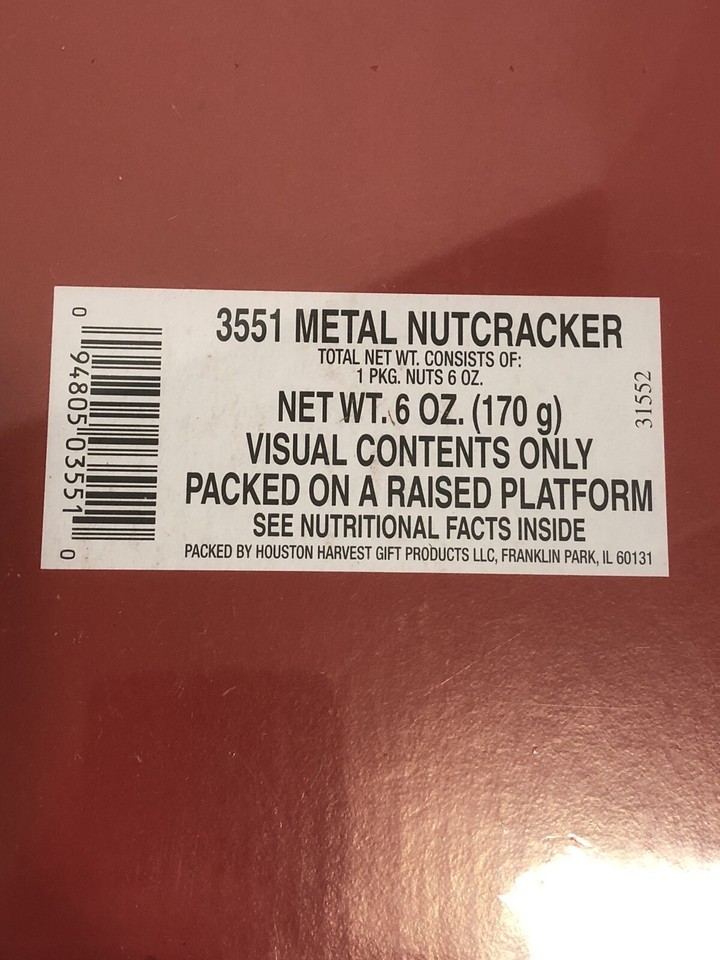 3551 METAL NUTCRACKER
TOTAL NET WT. CONSISTS OF:
1 PKG. NUTS 6 OZ.
NET WT. 6 OZ. (170 g)
VISUAL CONTENTS ONLY
PACKED ON A RAISED PLATFORM
SEE NUTRITIONAL FACTS INSIDE
PACKED BY HOUSTON HARVEST GIFT PRODUCTS LLC, FRANKLIN PARK, IL 60131
0 94805 03551 0
31552